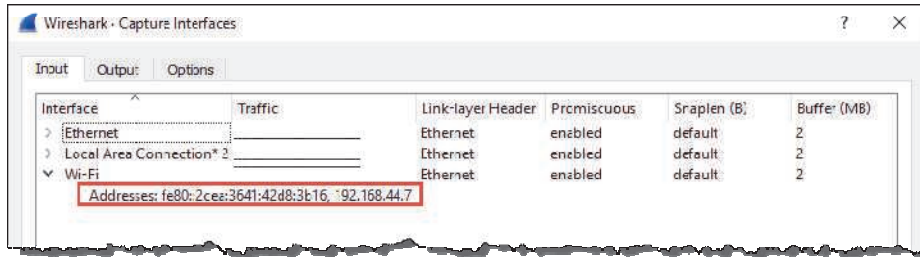 Wireshark · Capture Interfaces ? ×
Input Output Options
Interface Traffic Link-layer Header Promiscuous Snaplen (B) Buffer (MB)
Ethernet Ethernet enabled default 2
Local Area Connection* 2 Ethernet enabled default 2
Wi-Fi Ethernet enabled default 2
Addresses: fe80::2cea:3641:42d8:3b16, 192.168.44.7